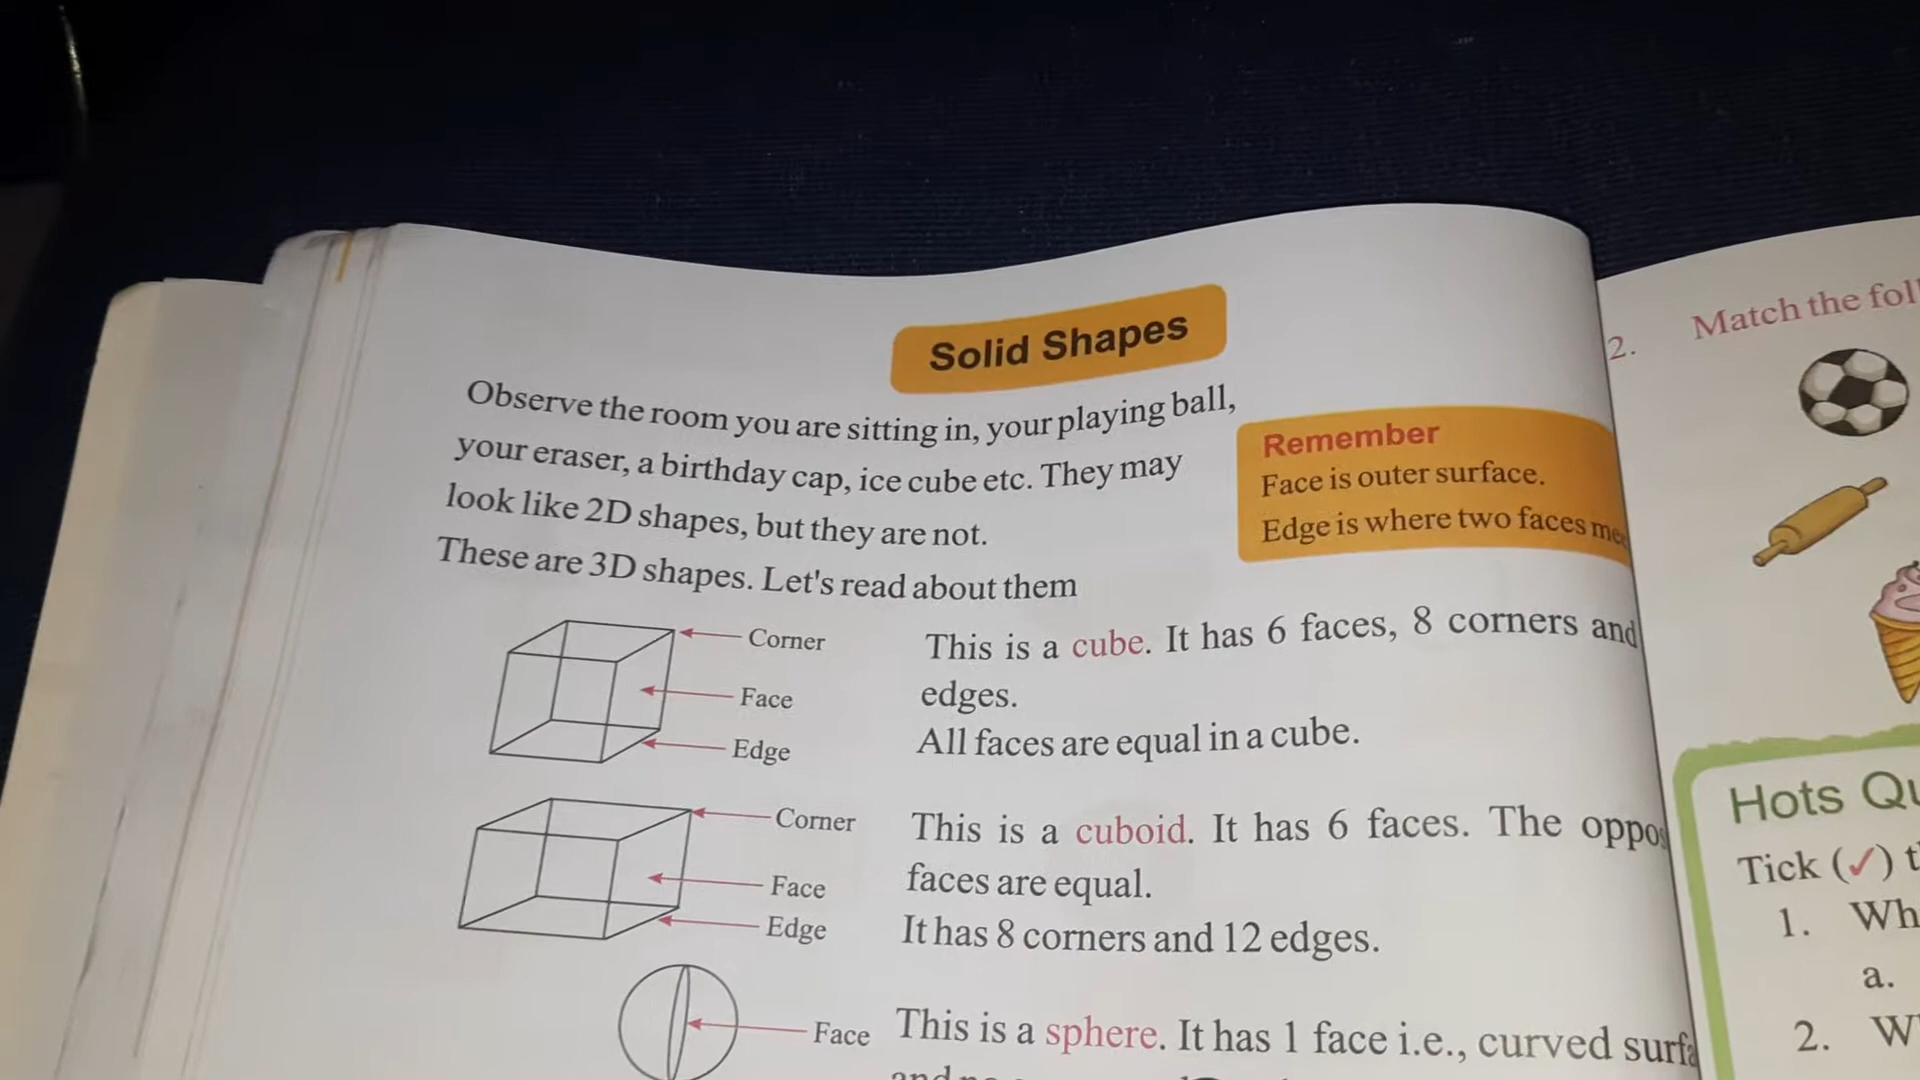 Solid Shapes
Observe the room you are sitting in, your playing ball,
your eraser, a birthday cap, ice cube etc. They may
look like 2D shapes, but they are not.
These are 3D shapes. Let's read about them
Remember
Face is outer surface.
Edge is where two faces
Corner
Face
Edge
This is a cube. It has 6 faces, 8 corners and
edges.
All faces are equal in a cube.
Corner
Face
Edge
This is a cuboid. It has 6 faces. The
faces are equal.
It has 8 corners and 12 edges.
Face
This is a sphere. It has 1 face i.e., curved
2. Match the
Hots
Tick (✓)
1.
a.
2.